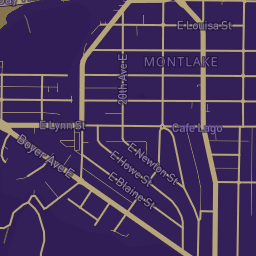 E Louisa St
MONTLAKE
20th Ave E
E Lynn St
Cafe Lago
Boyer Ave E
E Newton St
E Howe St
E Blaine St